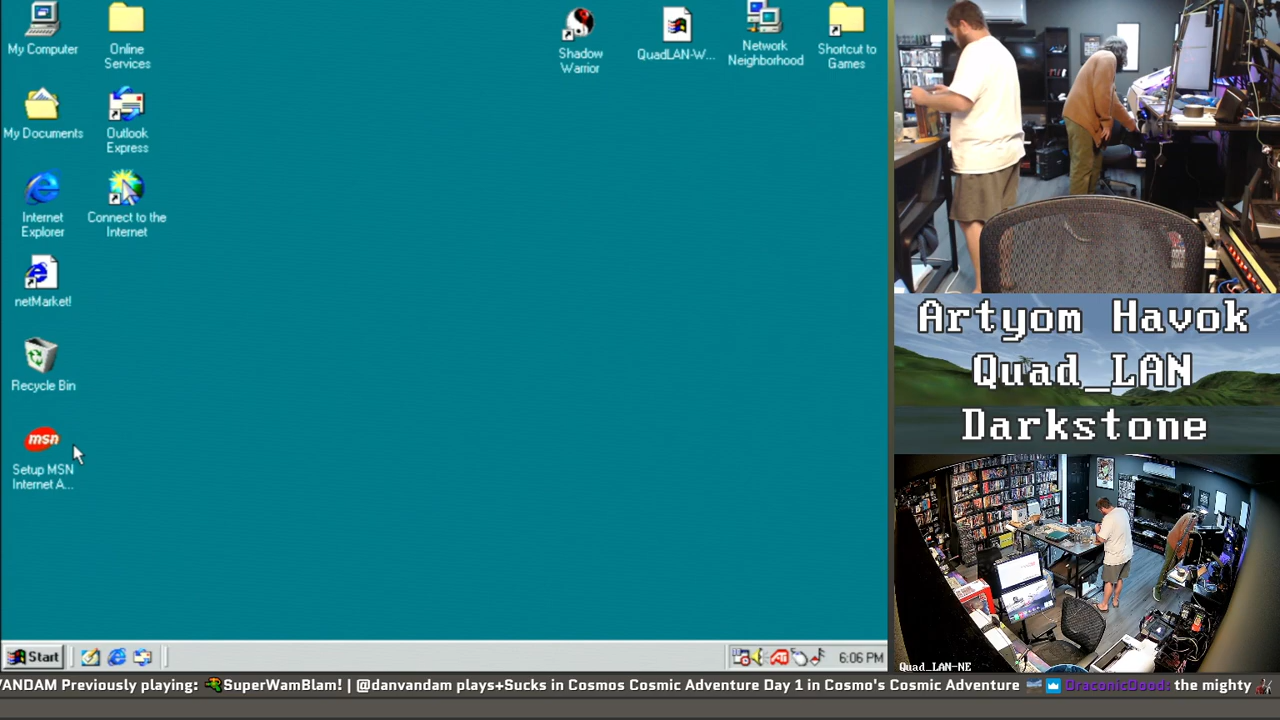 My Computer
Online
Services
Shadow
Warrior
QuadLAN-W...
Network
Neighborhood
Shortcut to
Games
My Documents
Outlook
Express
Internet
Explorer
Connect to the
Internet
netMarket!
Recycle Bin
msn
Setup MSN
Internet A...
Start
ATI
6:06 PM
Artyom Havok
Quad_LAN
Darkstone
Quad_LAN-NE
VANDAM Previously playing: SuperWamBlam! | @davandam plays+Sucks in Cosmos Cosmic Adventure Day 1 in Cosmo's Cosmic Adventure DraconicDood: the mighty